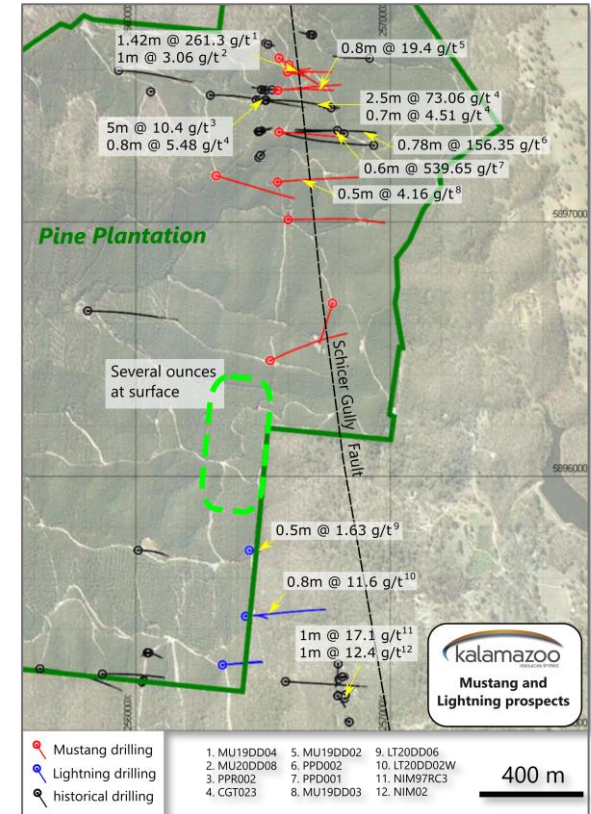 256000
257000
1.42m @ 261.3 g/t1
1m @ 3.06 g/t2
0.8m @ 19.4 g/t5
2.5m @ 73.06 g/t4
0.7m @ 4.51 g/t4
5m @ 10.4 g/t3
0.8m @ 5.48 g/t4
0.78m @ 156.35 g/t6
0.6m @ 539.65 g/t7
0.5m @ 4.16 g/t8
5897000
Pine Plantation
Schicer Gully Fault
Several ounces
at surface
5896000
0.5m @ 1.63 g/t9
0.8m @ 11.6 g/t10
1m @ 17.1 g/t11
1m @ 12.4 g/t12
kalamazoo
resources limited
Mustang and
Lightning prospects
256000
257000
Mustang drilling
Lightning drilling
historical drilling
1. MU19DD04
2. MU20DD08
3. PPR002
4. CGT023
5. MU19DD02
6. PPD002
7. PPD001
8. MU19DD03
9. LT20DD06
10. LT20DD02W
11. NIM97RC3
12. NIM02
400 m